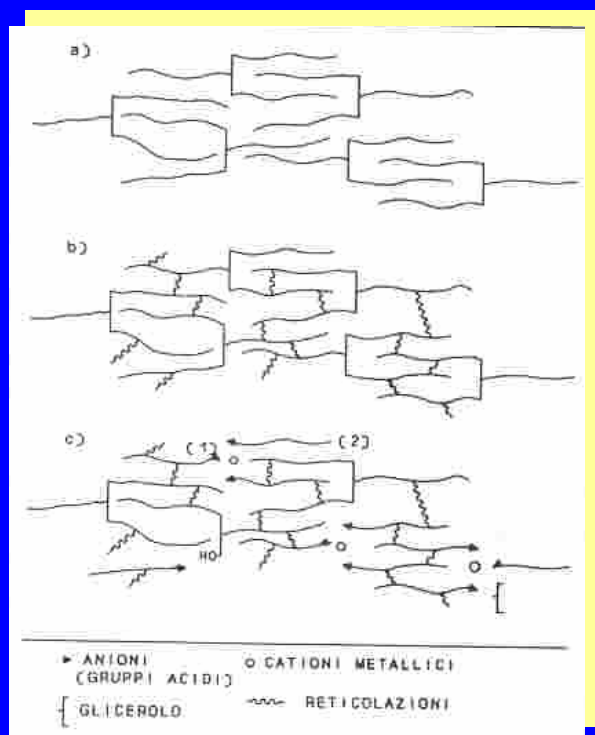 a)
b)
c)
(1)
(2)
HO
ANIONI
(GRUPPI ACIDI)
CATIONI METALLICI
GLICEROLO
RETICOLAZIONI